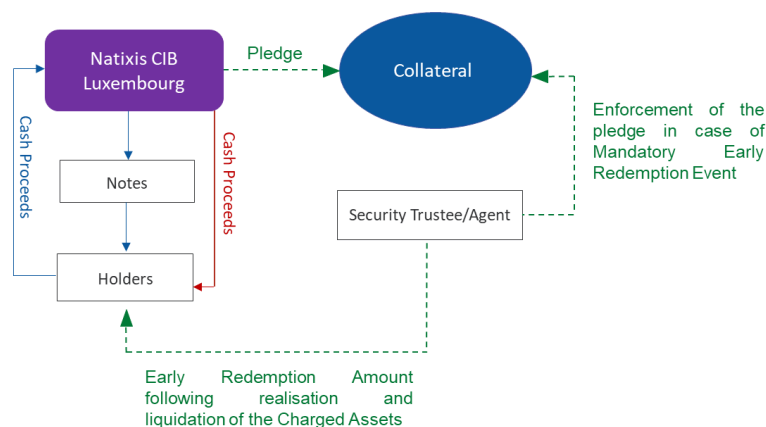 Natixis CIB
Luxembourg
Pledge
Collateral
Cash Proceeds
Cash Proceeds
Enforcement of the
pledge in case of
Mandatory Early
Redemption Event
Notes
Security Trustee/Agent
Holders
Early Redemption Amount
following realisation and
liquidation of the Charged Assets